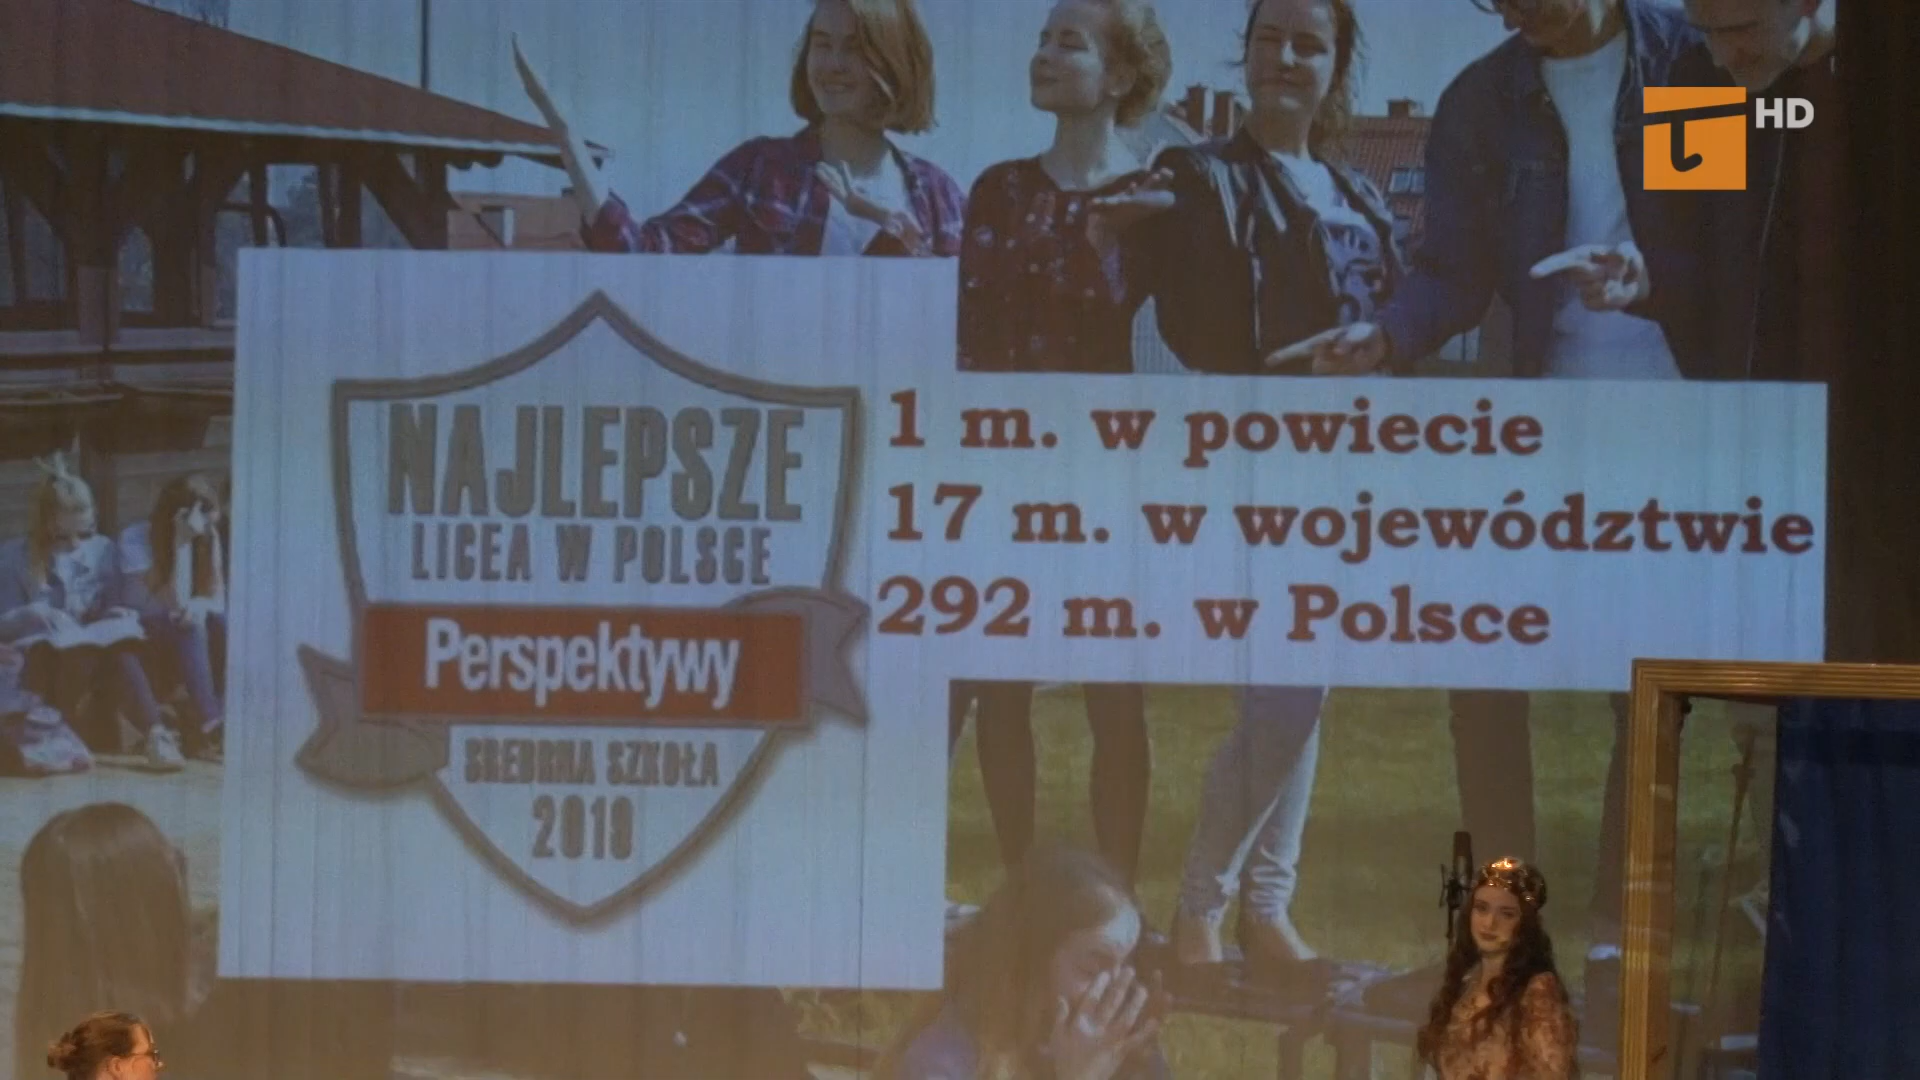 HD
NAJLEPSZE
LICEA W POLSCE
Perspektywy
SREBRNA SZKOŁA
2019
1 m. w powiecie
17 m. w województwie
292 m. w Polsce